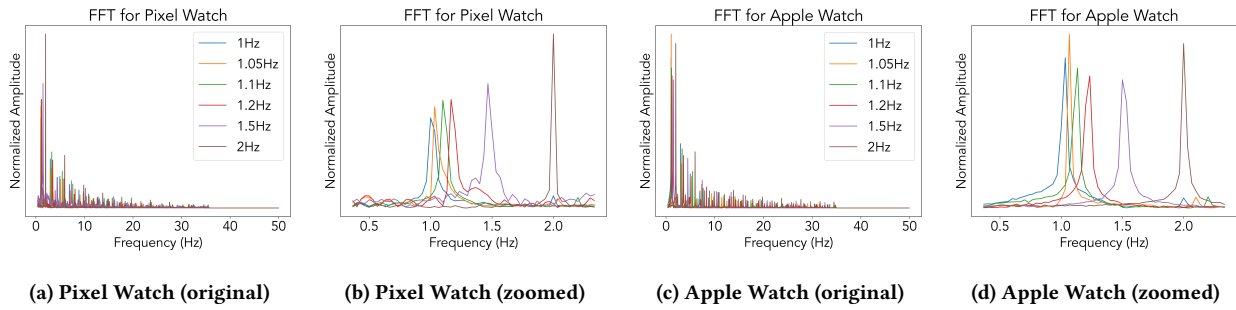 FFT for Pixel Watch
Normalized Amplitude
1Hz
1.05Hz
1.1Hz
1.2Hz
1.5Hz
2Hz
0 10 20 30 40 50
Frequency (Hz)
(a) Pixel Watch (original)
FFT for Pixel Watch
Normalized Amplitude
1.0 1.5 2.0
Frequency (Hz)
(b) Pixel Watch (zoomed)
FFT for Apple Watch
Normalized Amplitude
1Hz
1.05Hz
1.1Hz
1.2Hz
1.5Hz
2Hz
0 10 20 30 40 50
Frequency (Hz)
(c) Apple Watch (original)
FFT for Apple Watch
Normalized Amplitude
0.5 1.0 1.5 2.0
Frequency (Hz)
(d) Apple Watch (zoomed)